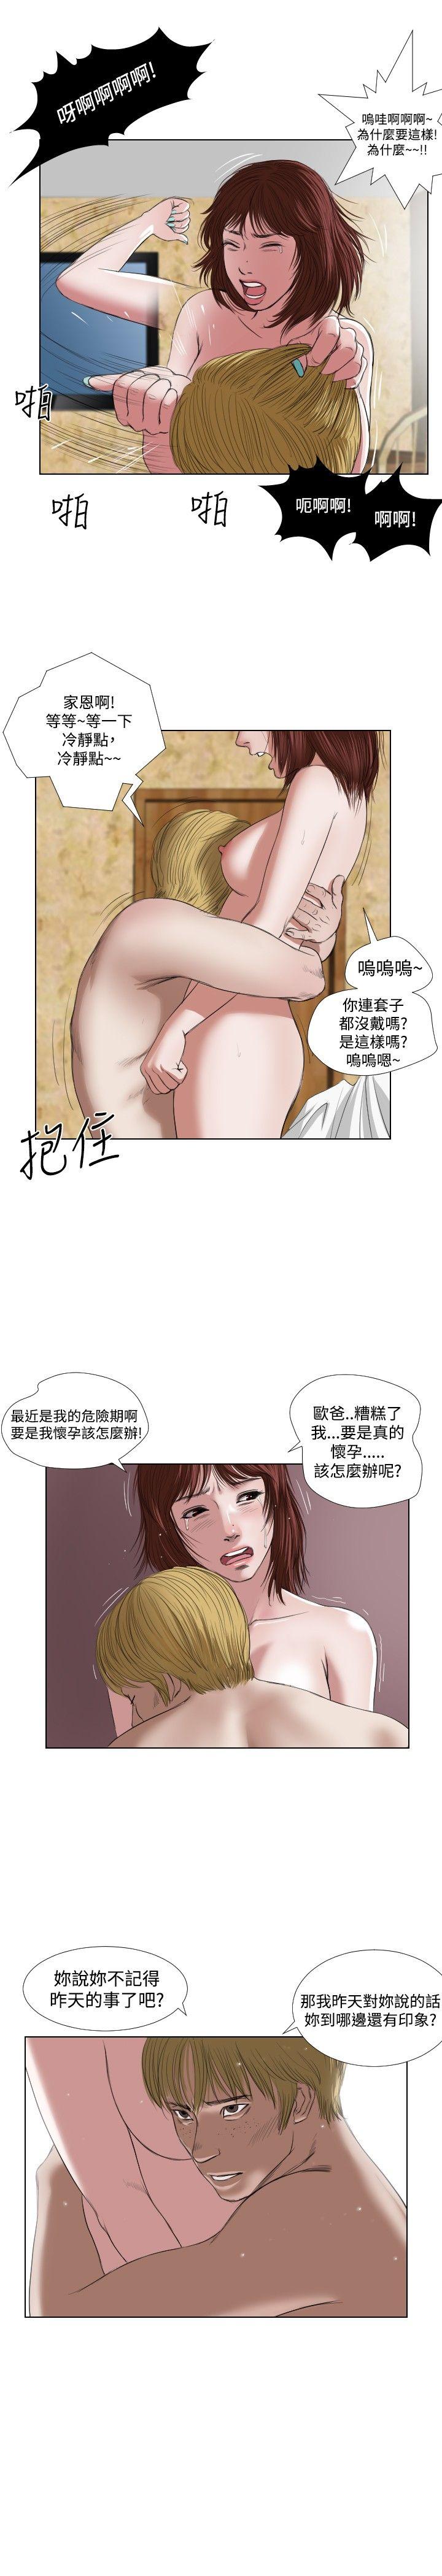 呀啊啊啊啊!
嗚哇啊啊啊~
為什麼要這樣!
為什麼~~!!
啪
啪
啪
呃啊啊!
啊啊!
家恩啊!
等等~等一下
冷靜點,
冷靜點~~
嗚嗚嗚~
你連套子
都沒戴嗎?
是這樣嗎?
嗚嗚嗯~
抱住
最近是我的危險期啊
要是我懷孕該怎麼辦!
歐爸..糟糕了
我...要是真的
懷孕.....
該怎麼辦呢?
妳說妳不記得
昨天的事了吧?
那我昨天對妳說的話
妳到哪邊還有印象?